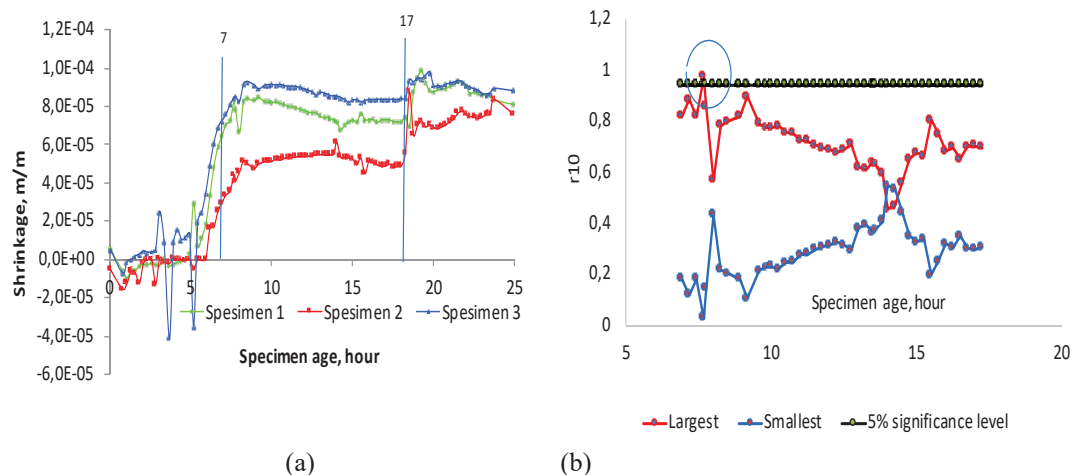 Shrinkage, m/m
1,2E-04
1,0E-04
8,0E-05
6,0E-05
4,0E-05
2,0E-05
0,0E+00
-2,0E-05
-4,0E-05
-6,0E-05
7
17
0 5 10 15 20 25
Spesimen 1 Spesimen 2 Spesimen 3
Specimen age, hour
(a)
r10
1,2
1
0,8
0,6
0,4
0,2
0
Specimen age, hour
5 10 15 20
Largest Smallest 5% significance level
(b)